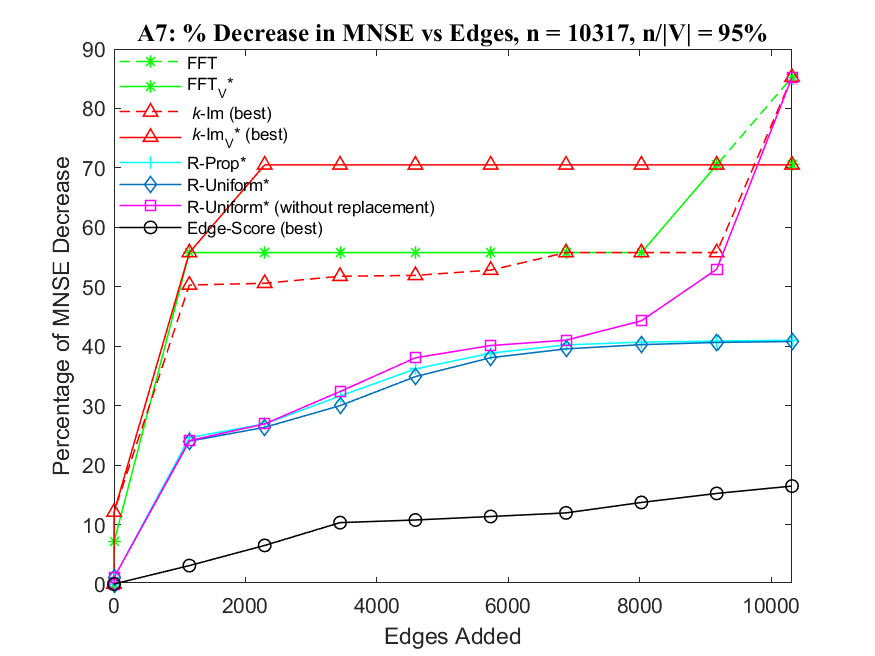 A7: % Decrease in MNSE vs Edges, n = 10317, n/|V| = 95%
90
80
70
60
50
40
30
20
10
0
Percentage of MNSE Decrease
FFT
FFT_V*
k-Im (best)
k-Im_V* (best)
R-Prop*
R-Uniform*
R-Uniform* (without replacement)
Edge-Score (best)
0 2000 4000 6000 8000 10000
Edges Added